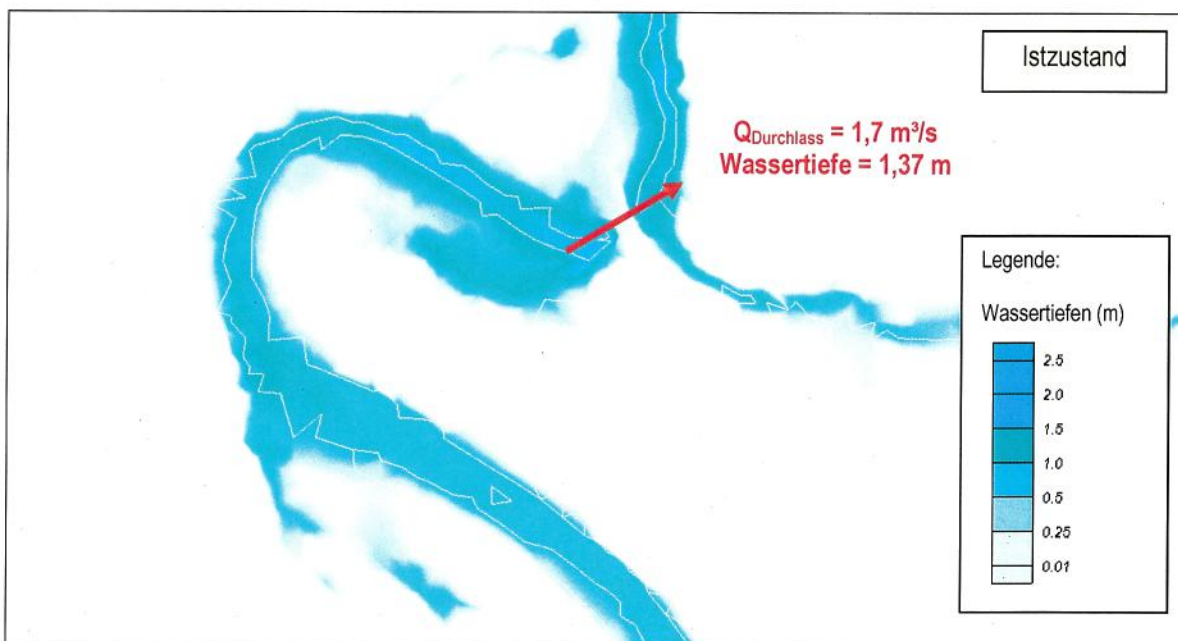 Istzustand
QDurchlass = 1,7 m³/s
Wassertiefe = 1,37 m
Legende:
Wassertiefen (m)
2.5
2.0
1.5
1.0
0.5
0.25
0.01